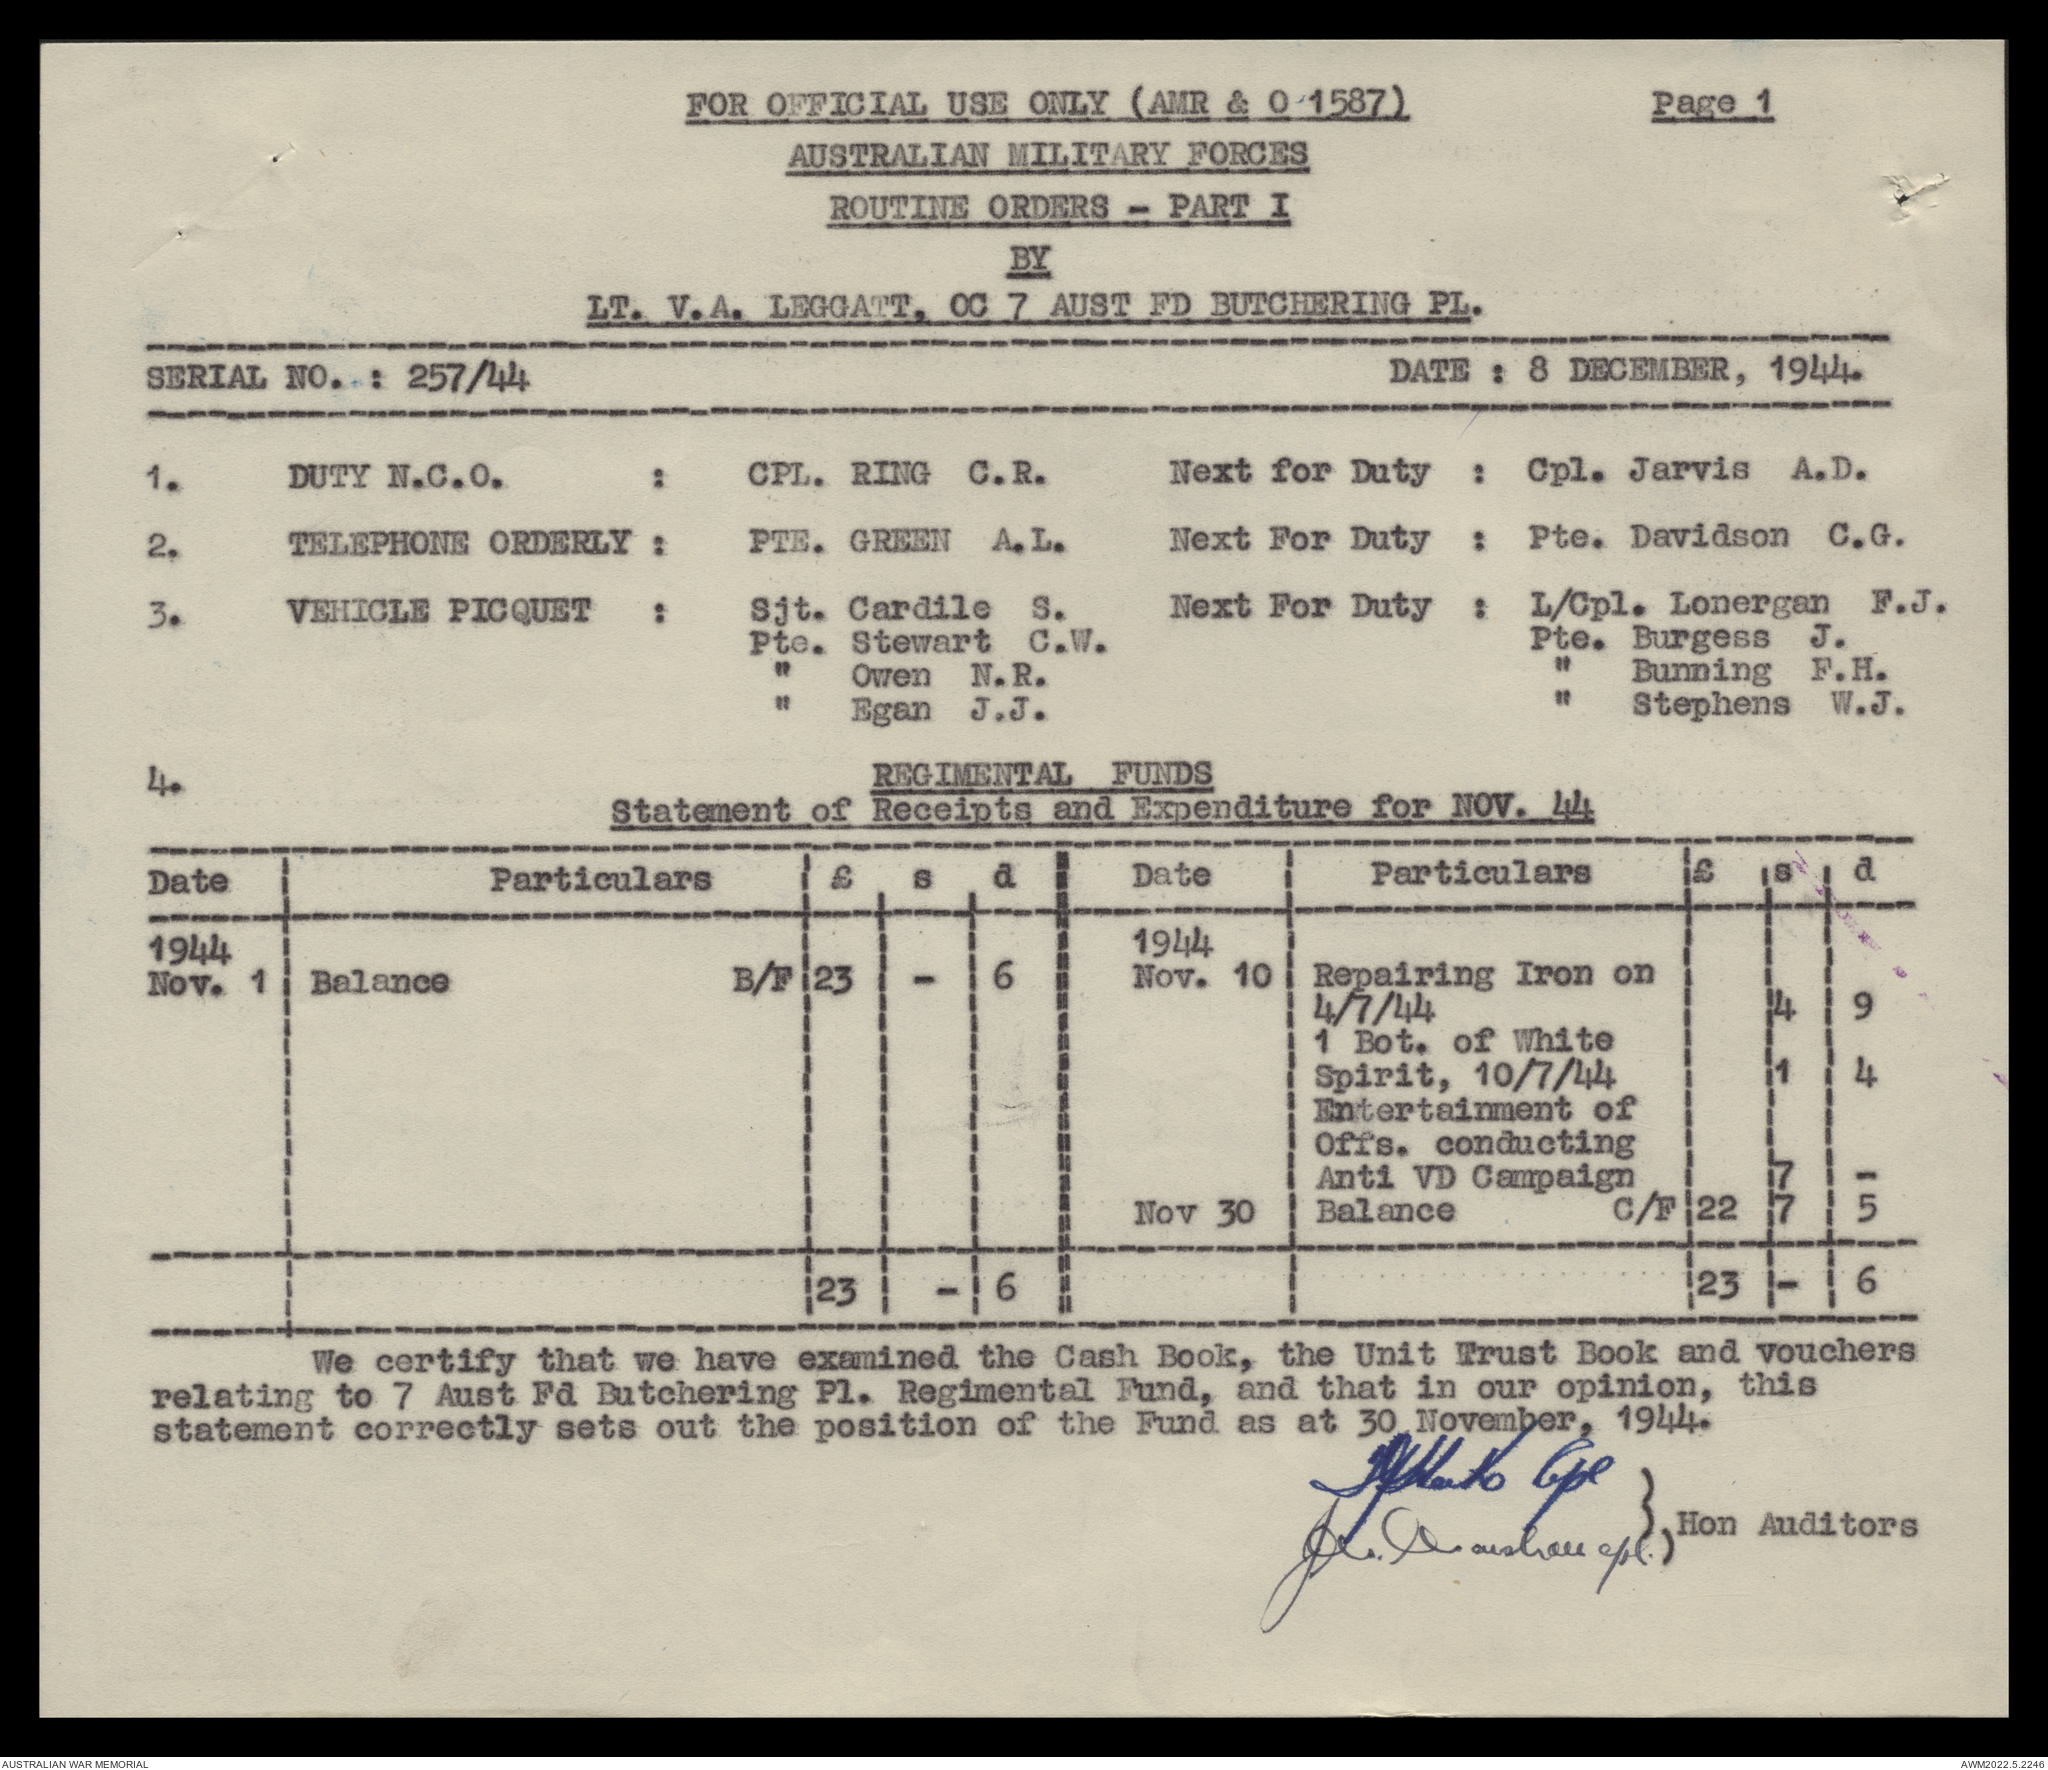 FOR OFFICIAL USE ONLY (AMR & O 1587) Page 1
AUSTRALIAN MILITARY FORCES
ROUTINE ORDERS - PART I
BY
LT. V.A. LEGGATT, OC 7 AUST FD BUTCHERING PL.
SERIAL NO. : 257/44 DATE : 8 DECEMBER, 1944.
1. DUTY N.C.O. : CPL. RING C.R. Next for Duty : Cpl. Jarvis A.D.
2. TELEPHONE ORDERLY : PTE. GREEN A.L. Next For Duty : Pte. Davidson C.G.
3. VEHICLE PICQUET : Sjt. Cardile S. Next For Duty : L/Cpl. Lonergan F.J.
Pte. Stewart C.W. Pte. Burgess J.
" Owen N.R. " Bunning F.H.
" Egan J.J. " Stephens W.J.
4. REGIMENTAL FUNDS
Statement of Receipts and Expenditure for NOV. 44
Date Particulars £ s d Date Particulars £ s d
1944 1944
Nov. 1 Balance B/F 23 - 6 Nov. 10 Repairing Iron on
4/7/44 4 9
1 Bot. of White
Spirit, 10/7/44 1 4
Entertainment of
Offs. conducting
Anti VD Campaign 7 -
Nov 30 Balance C/F 22 7 5
23 - 6 23 - 6
We certify that we have examined the Cash Book, the Unit Trust Book and vouchers
relating to 7 Aust Fd Butchering Pl. Regimental Fund, and that in our opinion, this
statement correctly sets out the position of the Fund as at 30 November, 1944.
Cpl
cpl. Hon Auditors
AUSTRALIAN WAR MEMORIAL AWM2022.5.2246